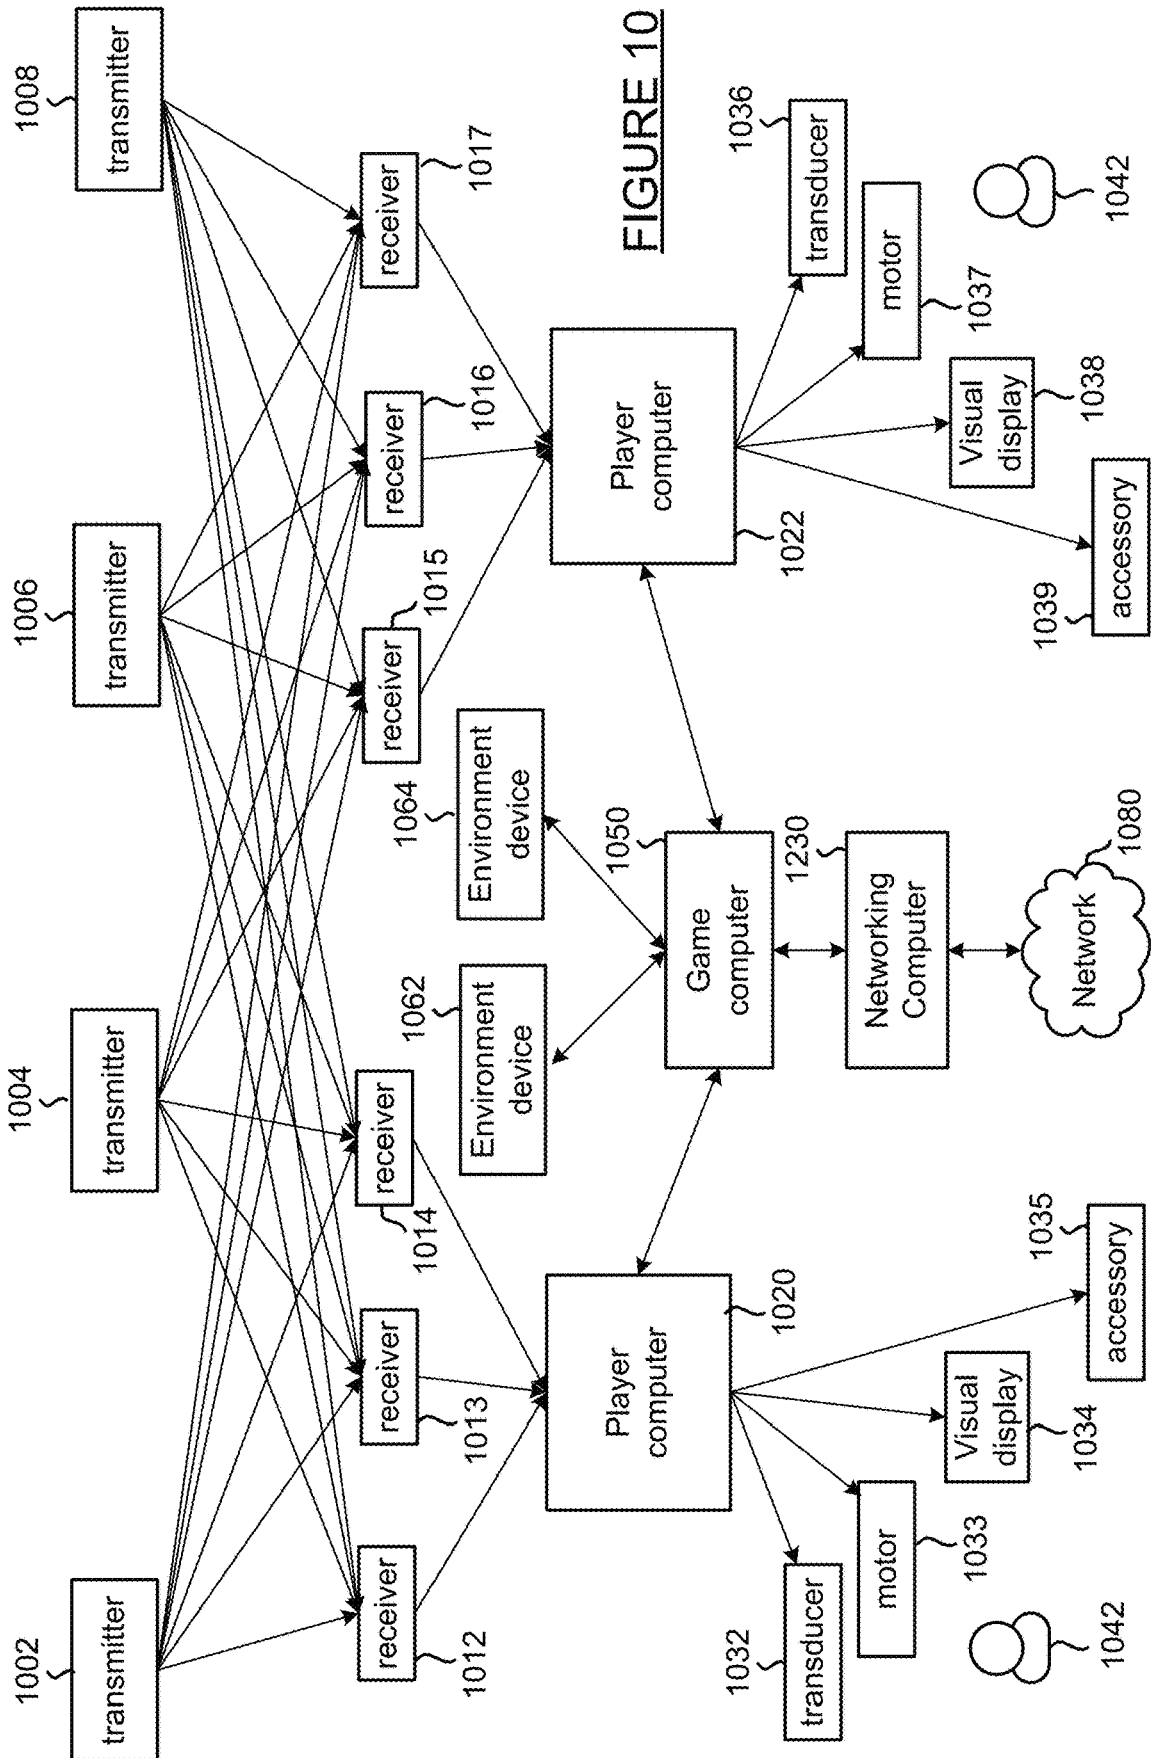 1002
transmitter
1004
transmitter
1006
transmitter
1008
transmitter
receiver
1012
receiver
1013
receiver
1014
receiver
1015
receiver
1016
receiver
1017
Environment
device
1062
Environment
device
1064
Player
computer
1020
Game
computer
1050
Player
computer
1022
FIGURE 10
Networking
Computer
1230
Network
1080
1032
transducer
motor
1033
Visual
display
1034
1035
accessory
1042
1036
transducer
motor
1037
Visual
display
1038
1039
accessory
1042